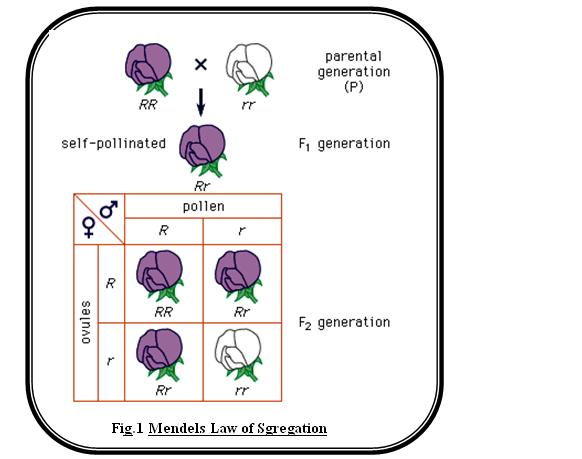 ×
parental
generation
(P)
RR
rr
self-pollinated
F₁ generation
Rr
♀ ♂
pollen
R
r
ovules
R
RR
Rr
F₂ generation
r
Rr
rr
Fig.1 Mendels Law of Sgregation